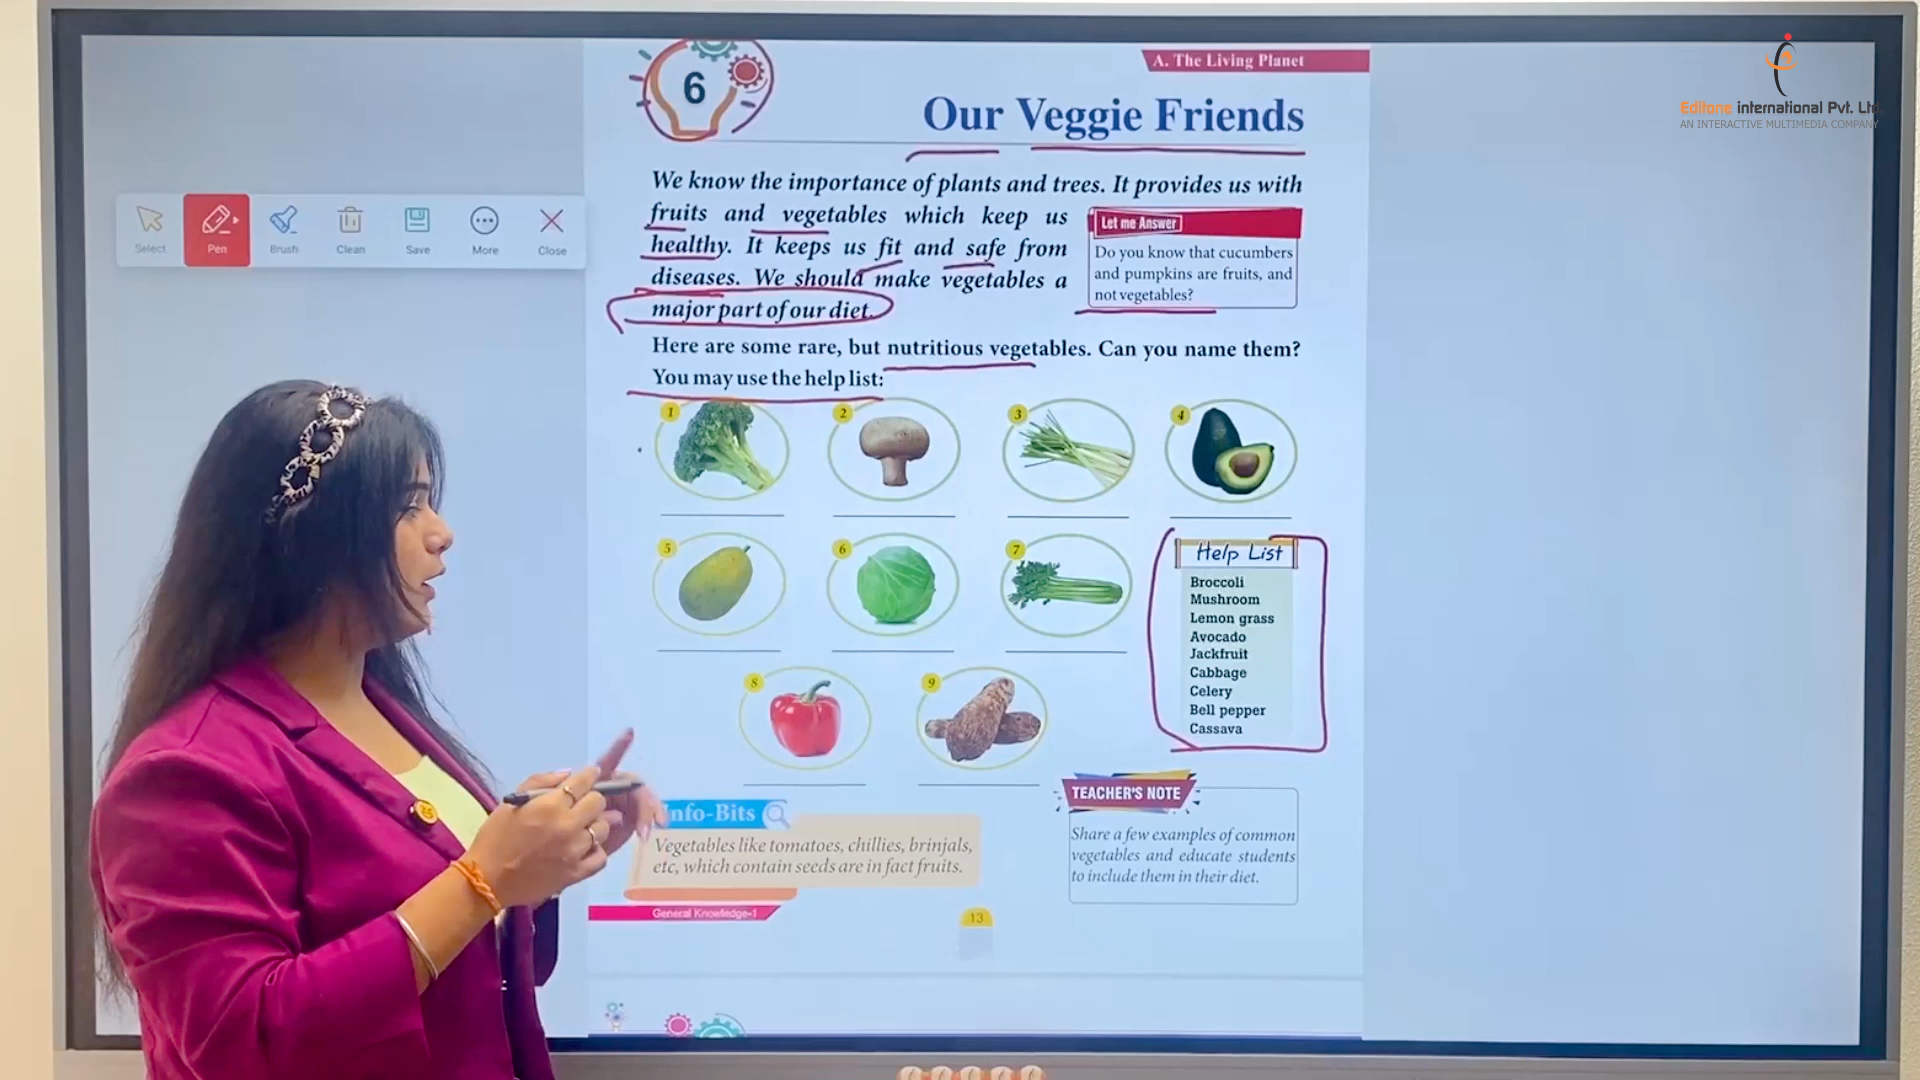 6
A. The Living Planet
Our Veggie Friends
Editone international Pvt. Ltd.
AN INTERACTIVE MULTIMEDIA COMPANY
Select
Pen
Brush
Clean
Save
More
Close
We know the importance of plants and trees. It provides us with
fruits and vegetables which keep us
healthy. It keeps us fit and safe from
diseases. We should make vegetables a
major part of our diet.
Let me Answer
Do you know that cucumbers
and pumpkins are fruits, and
not vegetables?
Here are some rare, but nutritious vegetables. Can you name them?
You may use the help list:
1
2
3
4
5
6
7
8
9
Help List
Broccoli
Mushroom
Lemon grass
Avocado
Jackfruit
Cabbage
Celery
Bell pepper
Cassava
nfo-Bits
Vegetables like tomatoes, chillies, brinjals,
etc, which contain seeds are in fact fruits.
TEACHER'S NOTE
Share a few examples of common
vegetables and educate students
to include them in their diet.
General Knowledge-1
13